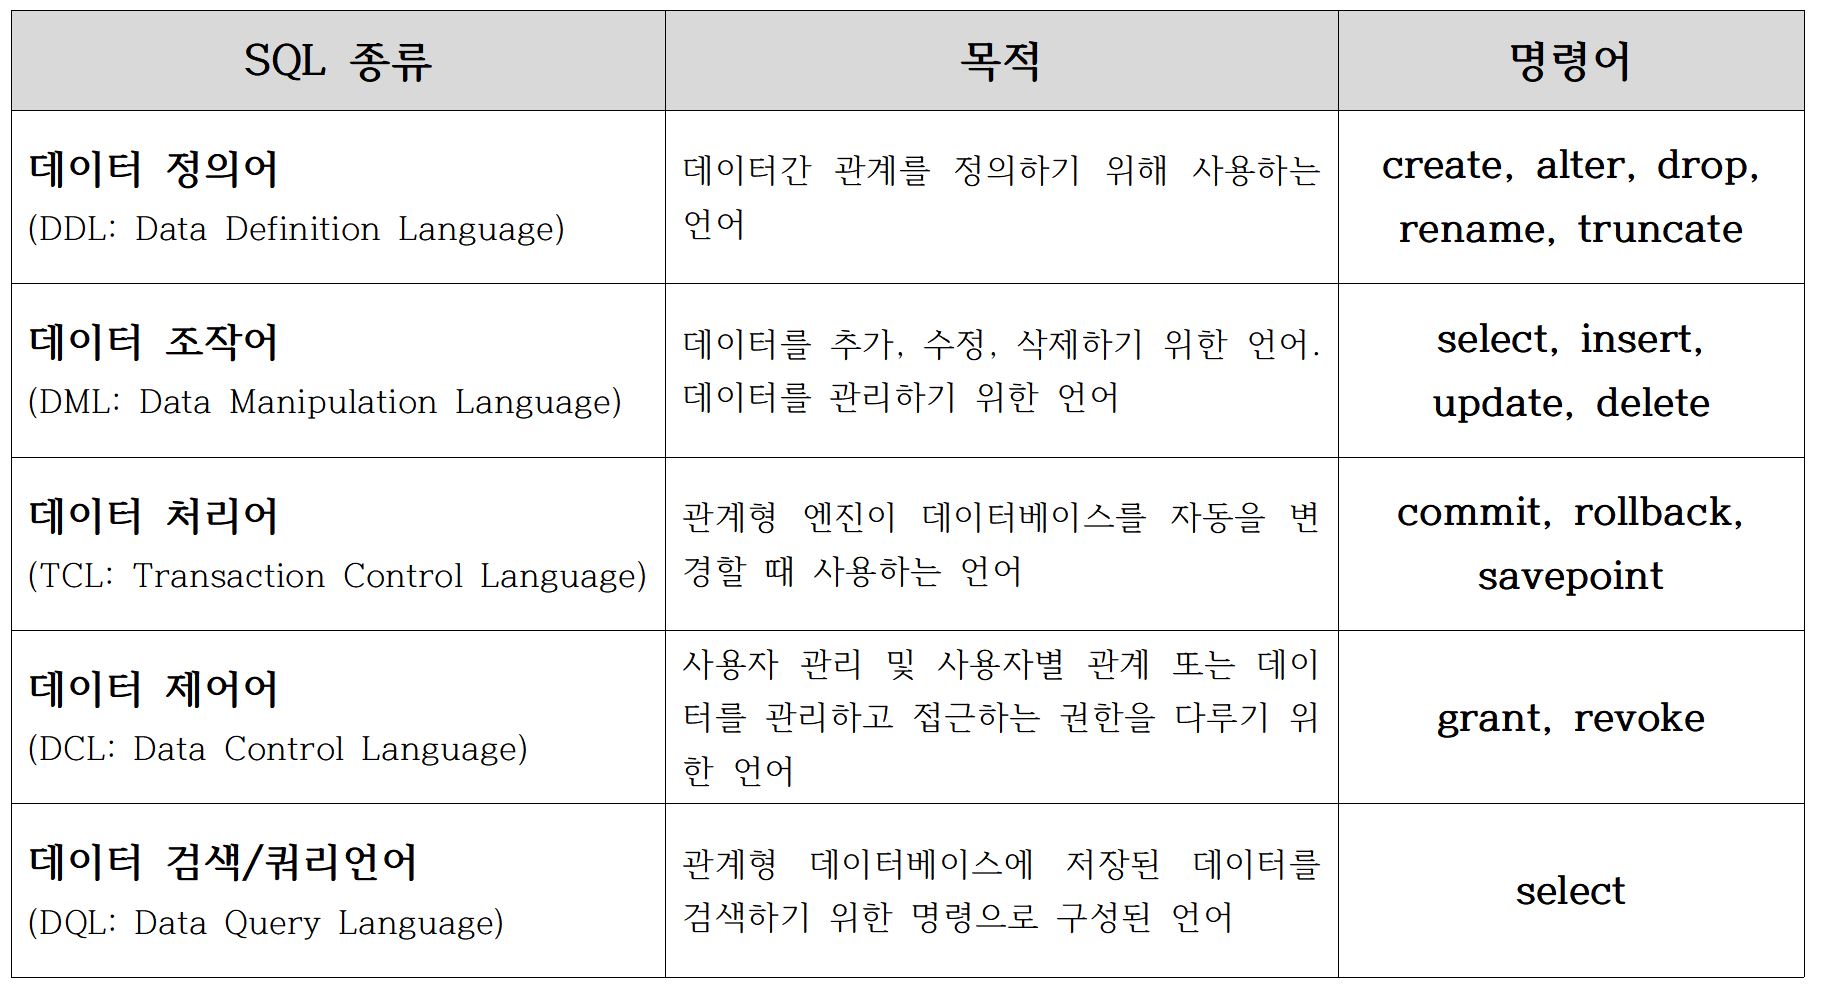 SQL 종류
목적
명령어
데이터 정의어
(DDL: Data Definition Language)
데이터간 관계를 정의하기 위해 사용하는
언어
create, alter, drop,
rename, truncate
데이터 조작어
(DML: Data Manipulation Language)
데이터를 추가, 수정, 삭제하기 위한 언어.
데이터를 관리하기 위한 언어
select, insert,
update, delete
데이터 처리어
(TCL: Transaction Control Language)
관계형 엔진이 데이터베이스를 자동을 변
경할 때 사용하는 언어
commit, rollback,
savepoint
데이터 제어어
(DCL: Data Control Language)
사용자 관리 및 사용자별 관계 또는 데이
터를 관리하고 접근하는 권한을 다루기 위
한 언어
grant, revoke
데이터 검색/쿼리언어
(DQL: Data Query Language)
관계형 데이터베이스에 저장된 데이터를
검색하기 위한 명령으로 구성된 언어
select